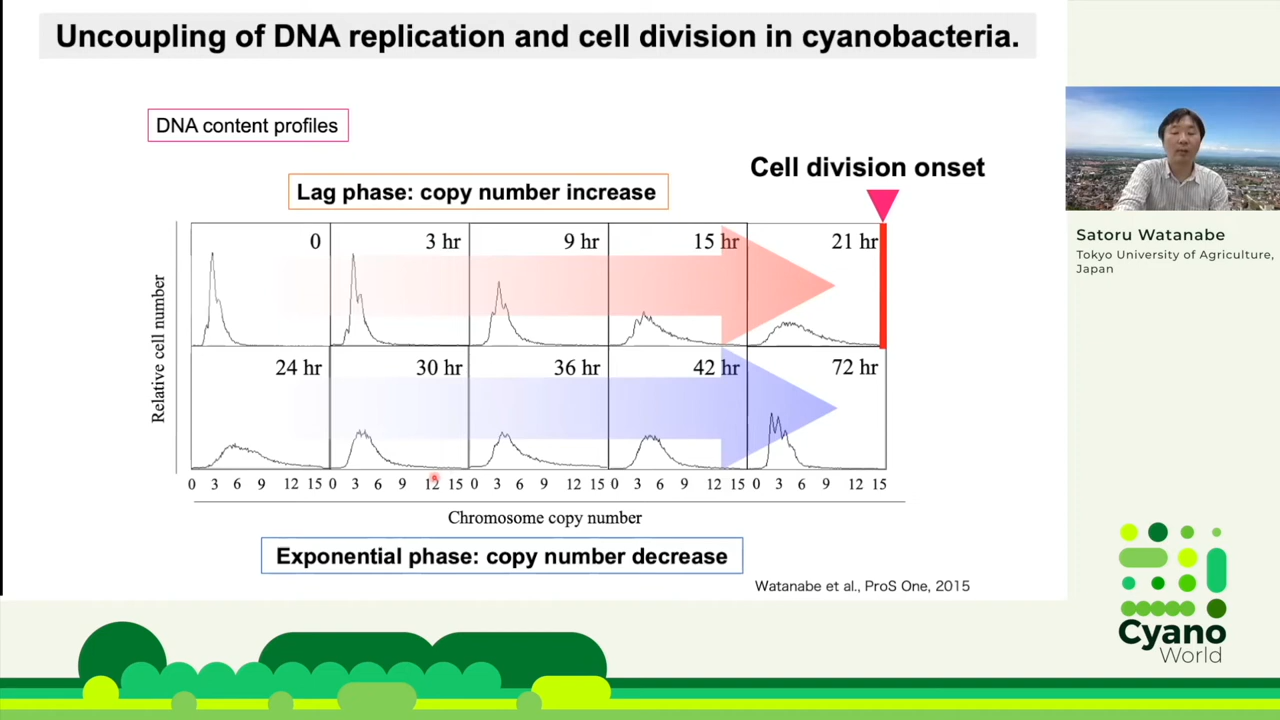 Uncoupling of DNA replication and cell division in cyanobacteria.
DNA content profiles
Cell division onset
Lag phase: copy number increase
0
3 hr
9 hr
15 hr
21 hr
Relative cell number
24 hr
30 hr
36 hr
42 hr
72 hr
0 3 6 9 12 15 0 3 6 9 12 15 0 3 6 9 12 15 0 3 6 9 12 15 0 3 6 9 12 15
Chromosome copy number
Exponential phase: copy number decrease
Watanabe et al., ProS One, 2015
Satoru Watanabe
Tokyo University of Agriculture,
Japan
Cyano
World